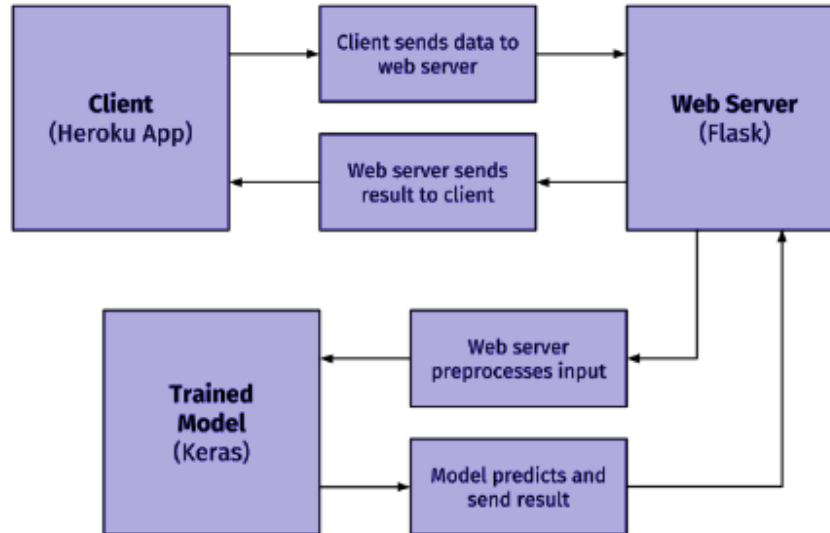 Client
(Heroku App)
Client sends data to
web server
Web Server
(Flask)
Web server sends
result to client
Trained
Model
(Keras)
Web server
preprocesses input
Model predicts and
send result